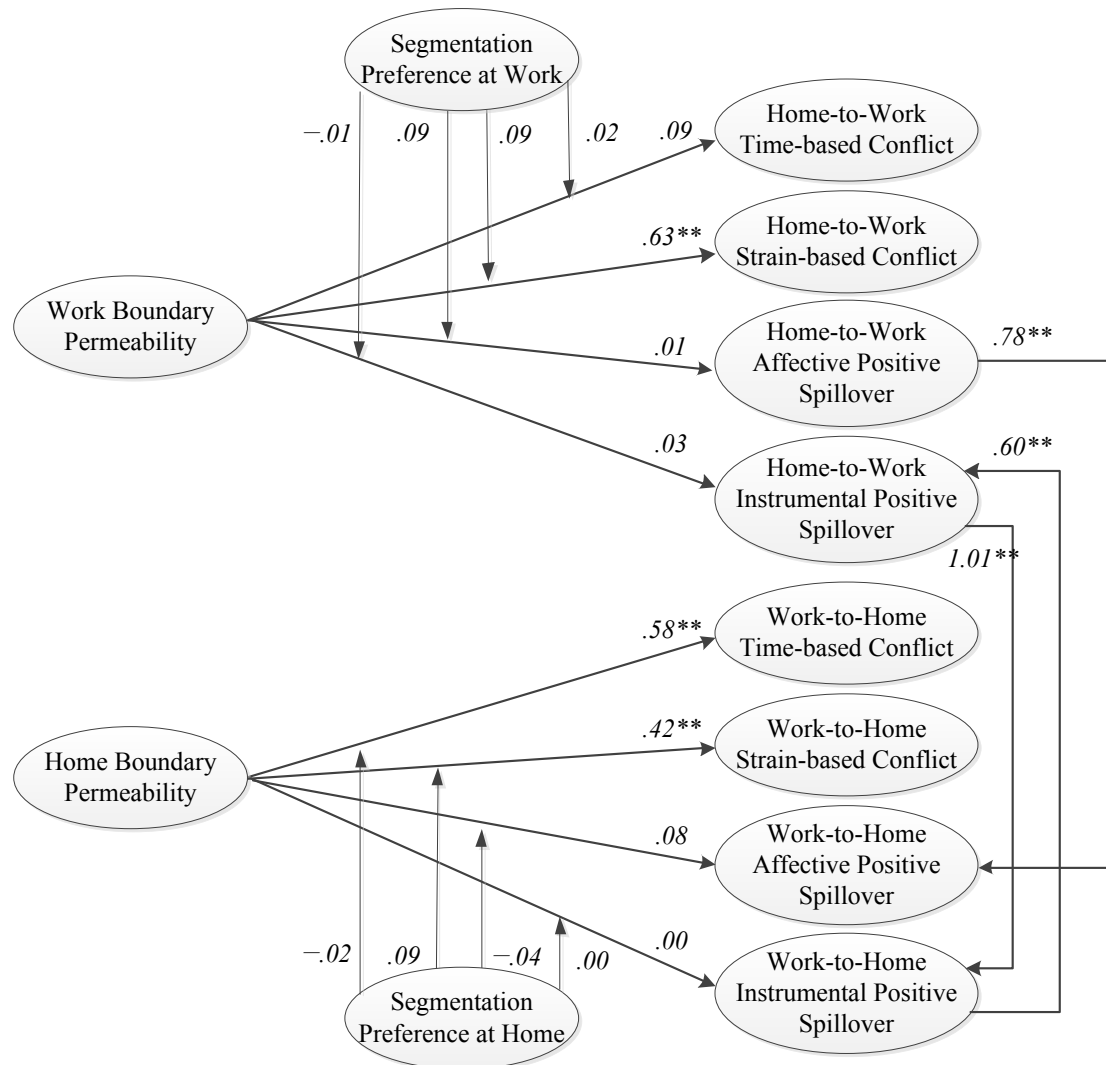 Segmentation
Preference at Work
−.01
.09
.09
.02
.09
Home-to-Work
Time-based Conflict
.63**
Home-to-Work
Strain-based Conflict
Work Boundary
Permeability
.01
Home-to-Work
Affective Positive
Spillover
.78**
.03
Home-to-Work
Instrumental Positive
Spillover
.60**
1.01**
.58**
Work-to-Home
Time-based Conflict
Home Boundary
Permeability
.42**
Work-to-Home
Strain-based Conflict
.08
Work-to-Home
Affective Positive
Spillover
−.02
.09
−.04
.00
.00
Work-to-Home
Instrumental Positive
Spillover
Segmentation
Preference at Home